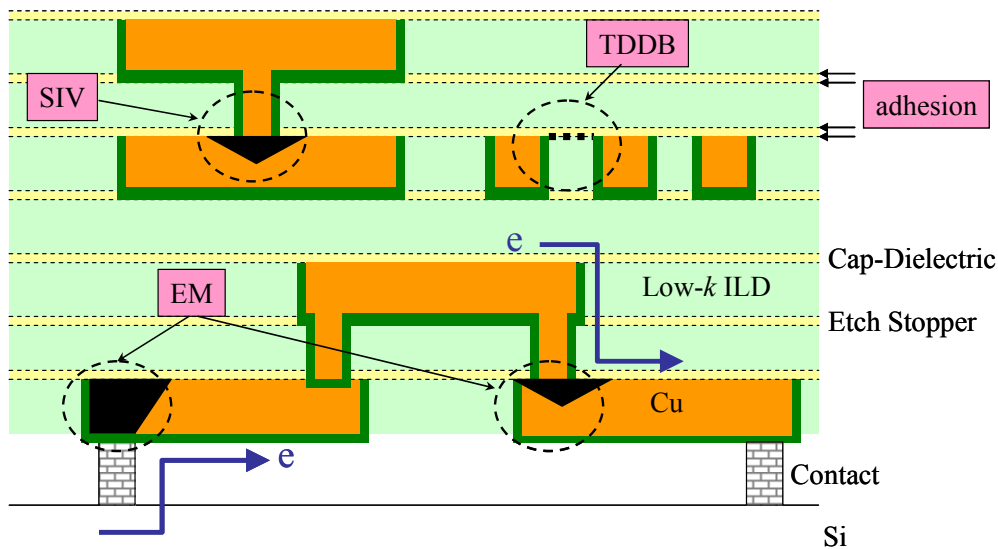 TDDB
SIV
adhesion
e
Cap-Dielectric
Low-k ILD
EM
Etch Stopper
Cu
e
Contact
Si